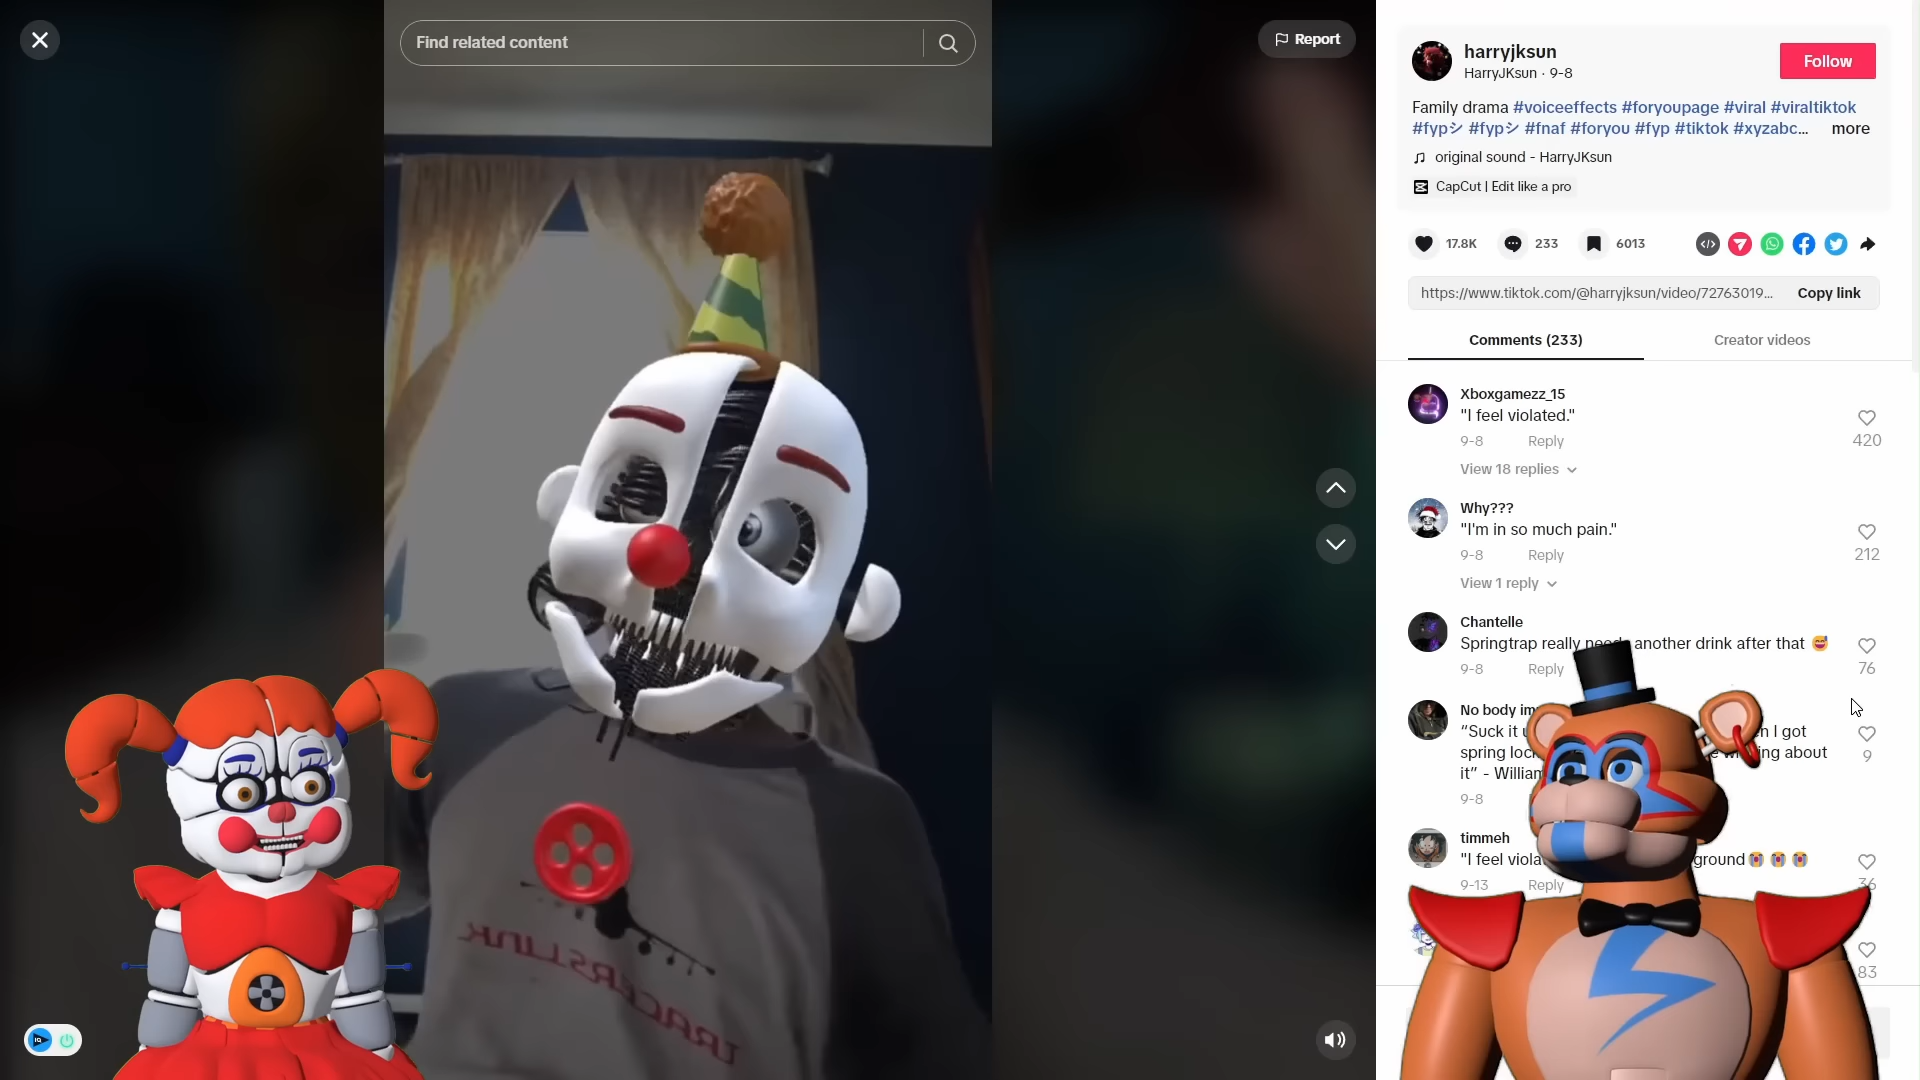 Find related content
Report
harryjksun
HarryJKsun · 9-8
Follow
Family drama #voiceeffects #foryoupage #viral #viraltiktok
#fypシ #fypシ #fnaf #foryou #fyp #tiktok #xyzabc...
more
original sound - HarryJKsun
CapCut | Edit like a pro
17.8K
233
6013
https://www.tiktok.com/@harryjksun/video/72763019...
Copy link
Comments (233)
Creator videos
Xboxgamezz_15
"I feel violated."
9-8 Reply
420
View 18 replies
Why???
"I'm in so much pain."
9-8 Reply
212
View 1 reply
Chantelle
Springtrap really another drink after that 😅
9-8 Reply
76
No body
“Suck it I got
spring about
it” -
9-8
9
timmeh
"I feel ground😭 😭 😭
9-13 Reply
36
83
TRACERS LINK